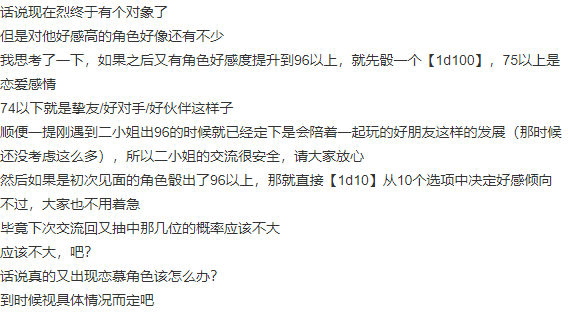 话说现在烈终于有个对象了
但是对他好感高的角色好像还有不少
我思考了一下，如果之后又有角色好感度提升到96以上，就先骰一个【1d100】，75以上是
恋爱感情
74以下就是挚友/好对手/好伙伴这样子
顺便一提刚遇到二小姐出96的时候就已经定下是会陪着一起玩的好朋友这样的发展（那时候
还没考虑这么多），所以二小姐的交流很安全，请大家放心
然后如果是初次见面的角色骰出了96以上，那就直接【1d10】从10个选项中决定好感倾向
不过，大家也不用着急
毕竟下次交流回又抽中那几位的概率应该不大
应该不大，吧？
话说真的又出现恋慕角色该怎么办？
到时候视具体情况而定吧